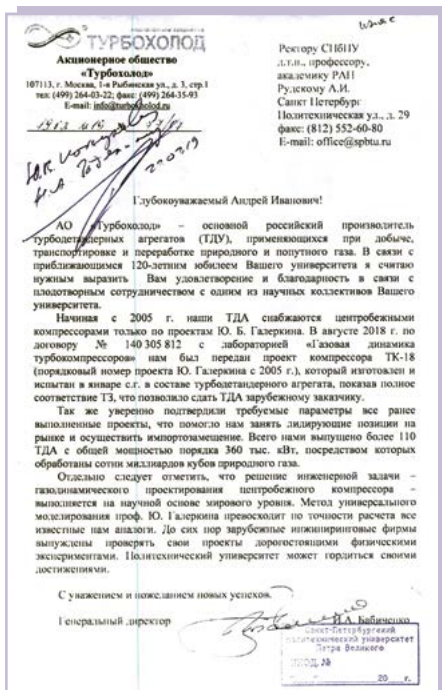 ТУРБОХОЛОД
Акционерное общество
«Турбохолод»
107113, г. Москва, 1-я Рыбинская ул., д. 3, стр.1
тел: (499) 264-03-22; факс: (499) 264-35-93
E-mail: info@turboholod.ru
Ректору СПбПУ
д.т.н., профессору,
академику РАН
Рудскому А.И.
Санкт Петербург
Политехническая ул., д. 29
факс: (812) 552-60-80
E-mail: office@spbtu.ru
Глубокоуважаемый Андрей Иванович!
АО «Турбохолод» – основной российский производитель
турбодетандерных агрегатов (ТДУ), применяющихся при добыче,
транспортировке и переработке природного и попутного газа. В связи с
приближающимся 120-летним юбилеем Вашего университета я считаю
нужным выразить Вам удовлетворение и благодарность в связи с
плодотворным сотрудничеством с одним из научных коллективов Вашего
университета.
Начиная с 2005 г. наши ТДА снабжаются центробежными
компрессорами только по проектам Ю. Б. Галеркина. В августе 2018 г. по
договору № 140 305 812 с лабораторией «Газовая динамика
турбокомпрессоров» нам был передан проект компрессора ТК-18
(порядковый номер проекта Ю. Галеркина с 2005 г.), который изготовлен и
испытан в январе с.г. в составе турбодетандерного агрегата, показав полное
соответствие ТЗ, что позволило сдать ТДА зарубежному заказчику.
Так же уверенно подтвердили требуемые параметры все ранее
выполненные проекты, что помогло нам занять лидирующие позиции на
рынке и осуществить импортозамещение. Всего нами выпущено более 110
ТДА с общей мощностью порядка 360 тыс. кВт, посредством которых
обработаны сотни миллиардов кубов природного газа.
Отдельно следует отметить, что решение инженерной задачи –
газодинамического проектирования центробежного компрессора –
выполняется на научной основе мирового уровня. Метод универсального
моделирования проф. Ю. Галеркина превосходит по точности расчета все
известные нам аналоги. До сих пор зарубежные инжиниринговые фирмы
вынуждены проверять свои проекты дорогостоящими физическими
экспериментами. Политехнический университет может гордиться своими
достижениями.
С уважением и пожеланием новых успехов.
Генеральный директор И.А. Бабиченко
Санкт-Петербургский
политехнический университет
Петра Великого
ВХОД. №
20 г.